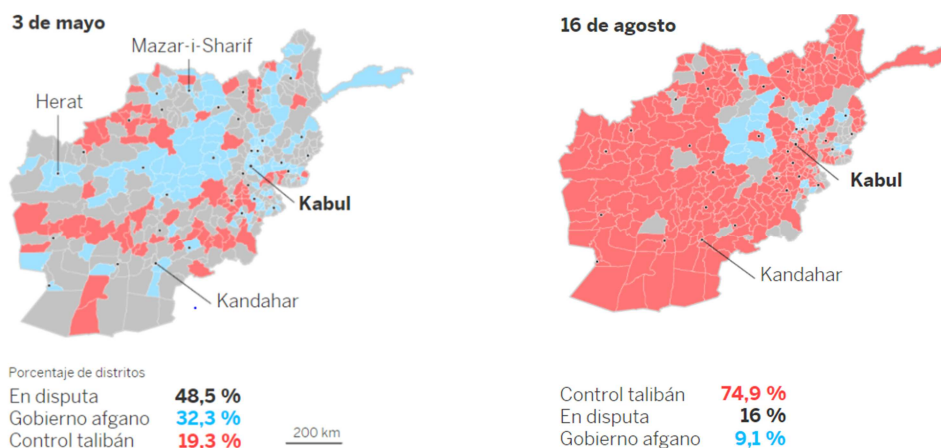 3 de mayo
Mazar-i-Sharif
Herat
Kabul
Kandahar
Porcentaje de distritos
En disputa 48,5 %
Gobierno afgano 32,3 %
Control talibán 19,3 %
200 km
16 de agosto
Kabul
Kandahar
Control talibán 74,9 %
En disputa 16 %
Gobierno afgano 9,1 %